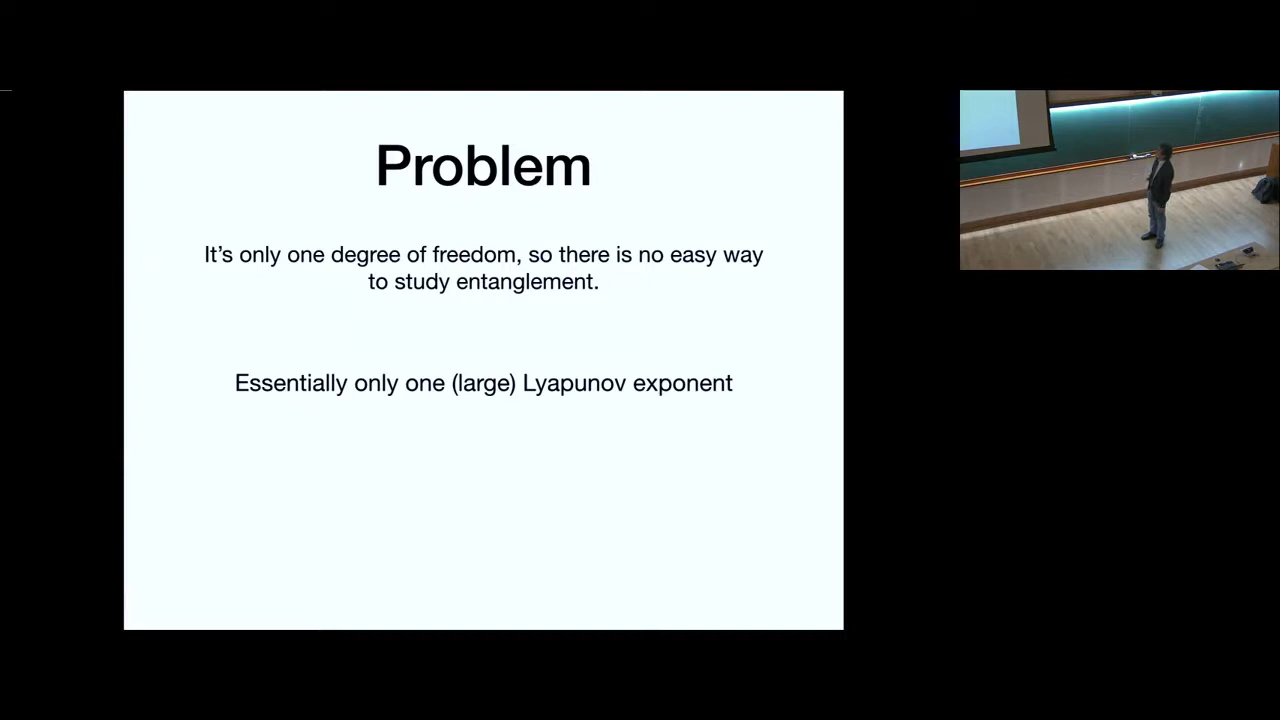 Problem
It’s only one degree of freedom, so there is no easy way
to study entanglement.
Essentially only one (large) Lyapunov exponent